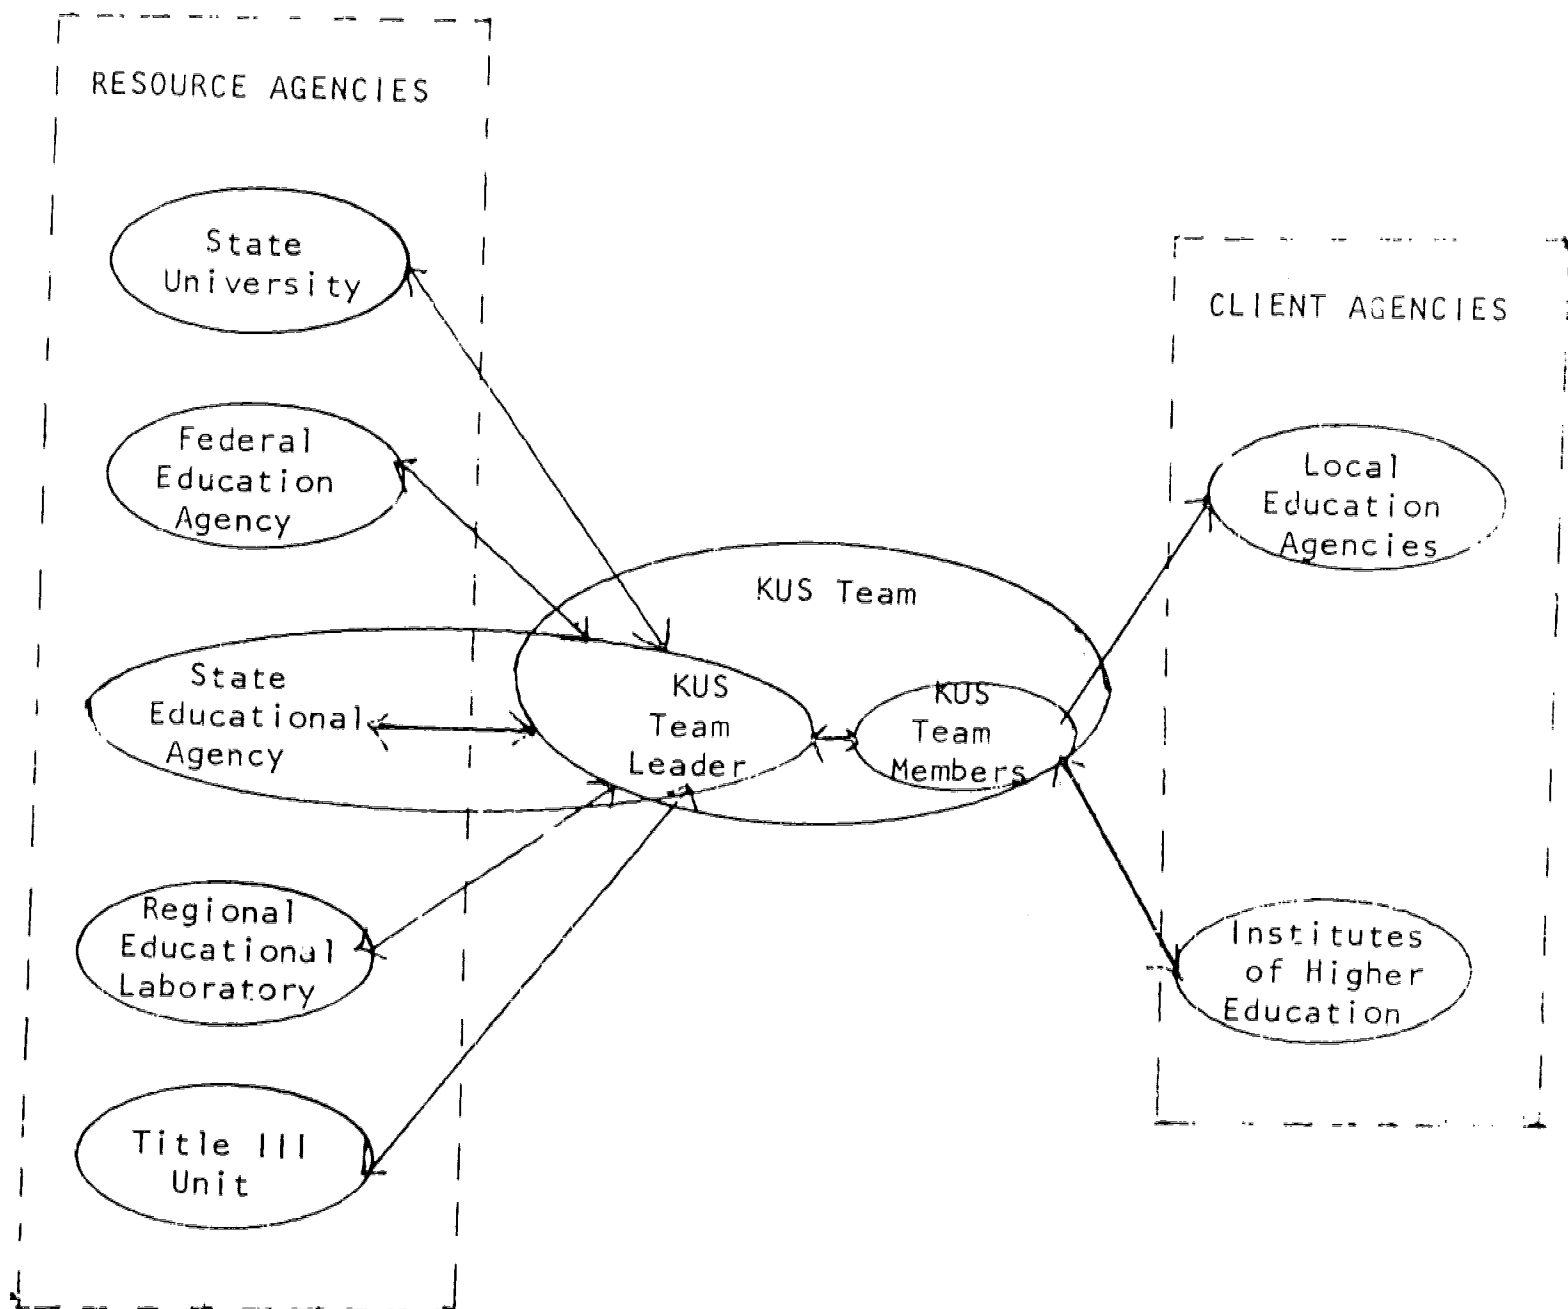 RESOURCE AGENCIES
State
University
Federal
Education
Agency
State
Educational
Agency
Regional
Educational
Laboratory
Title III
Unit
KUS Team
KUS
Team
Leader
KUS
Team
Members
CLIENT AGENCIES
Local
Education
Agencies
Institutes
of Higher
Education